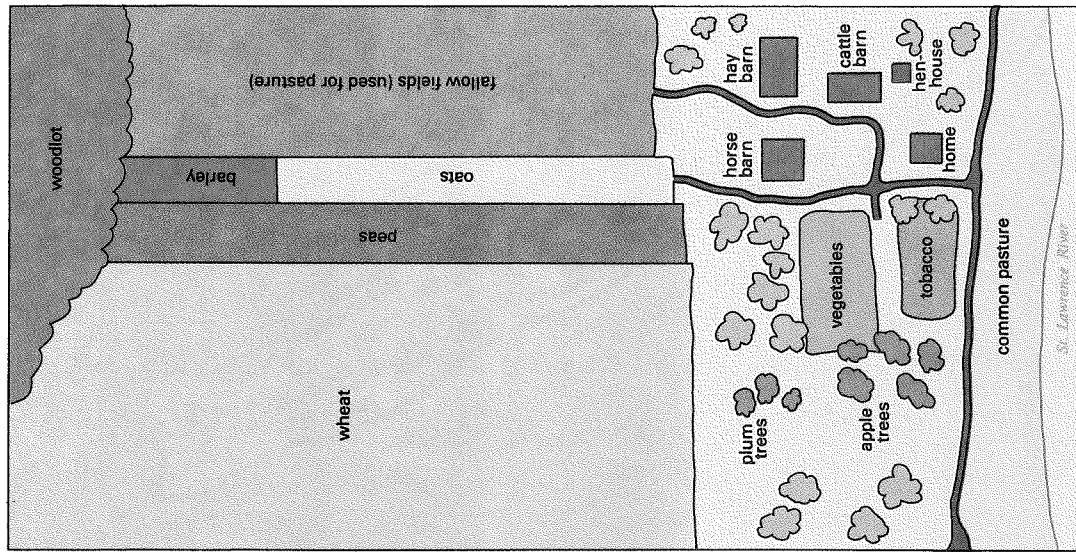 woodlot
fallow fields (used for pasture)
barley
oats
peas
wheat
hay
barn
cattle
barn
hen-
house
horse
barn
home
vegetables
tobacco
plum
trees
apple
trees
common pasture
St. Lawrence River